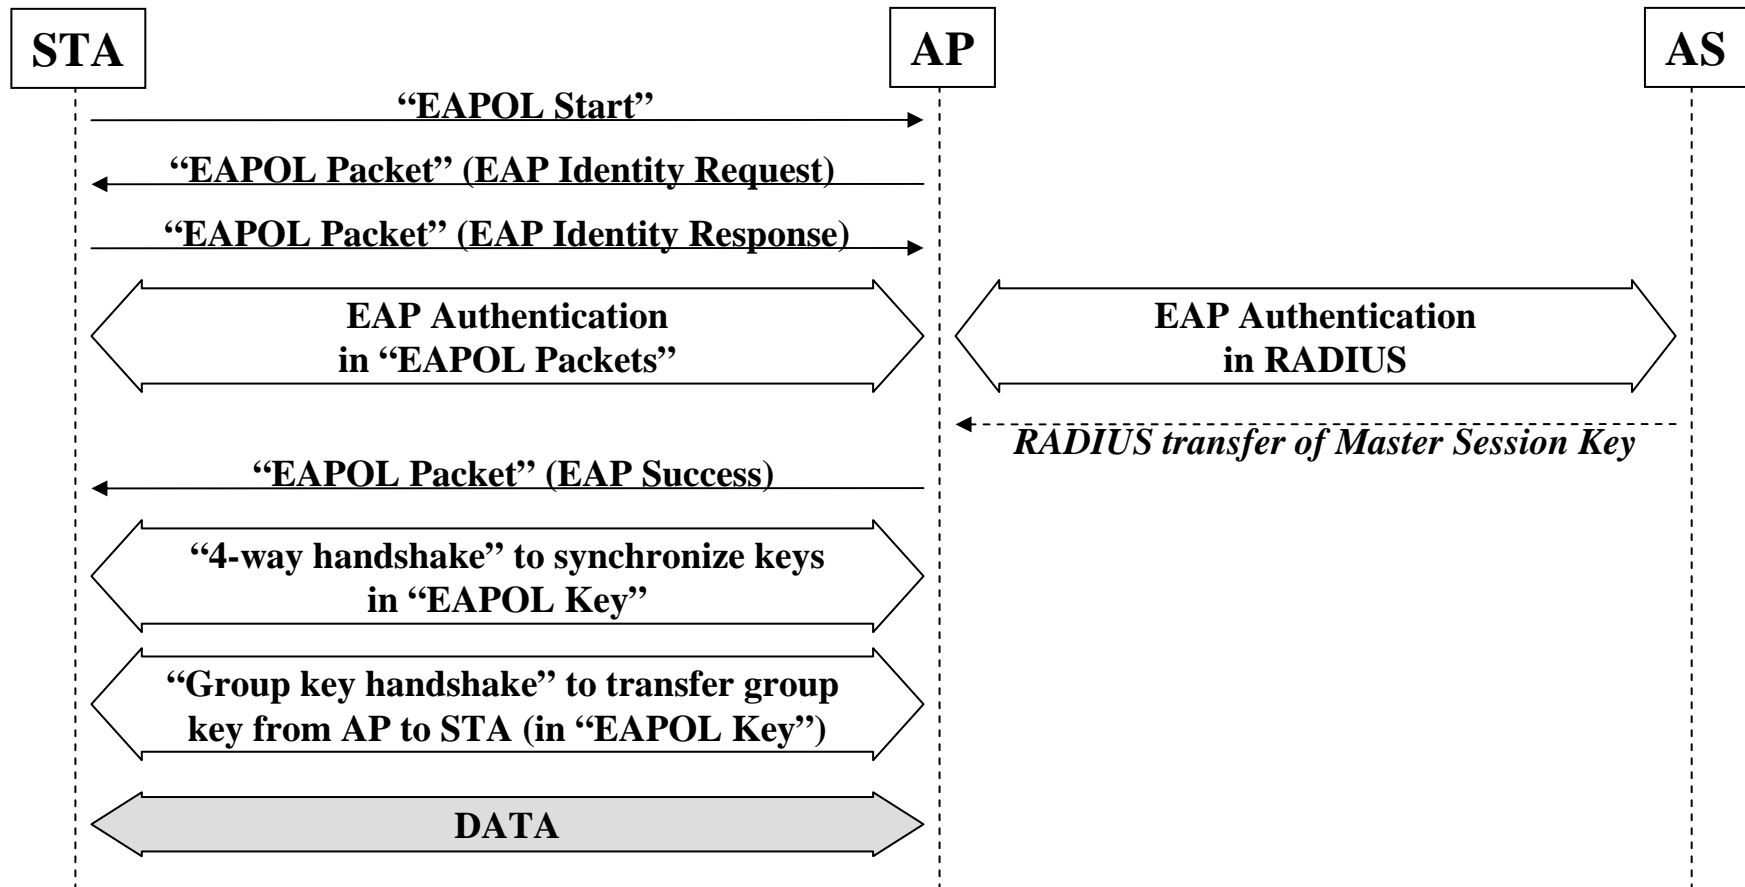 STA
AP
AS
“EAPOL Start”
“EAPOL Packet” (EAP Identity Request)
“EAPOL Packet” (EAP Identity Response)
EAP Authentication
in “EAPOL Packets”
EAP Authentication
in RADIUS
RADIUS transfer of Master Session Key
“EAPOL Packet” (EAP Success)
“4-way handshake” to synchronize keys
in “EAPOL Key”
“Group key handshake” to transfer group
key from AP to STA (in “EAPOL Key”)
DATA